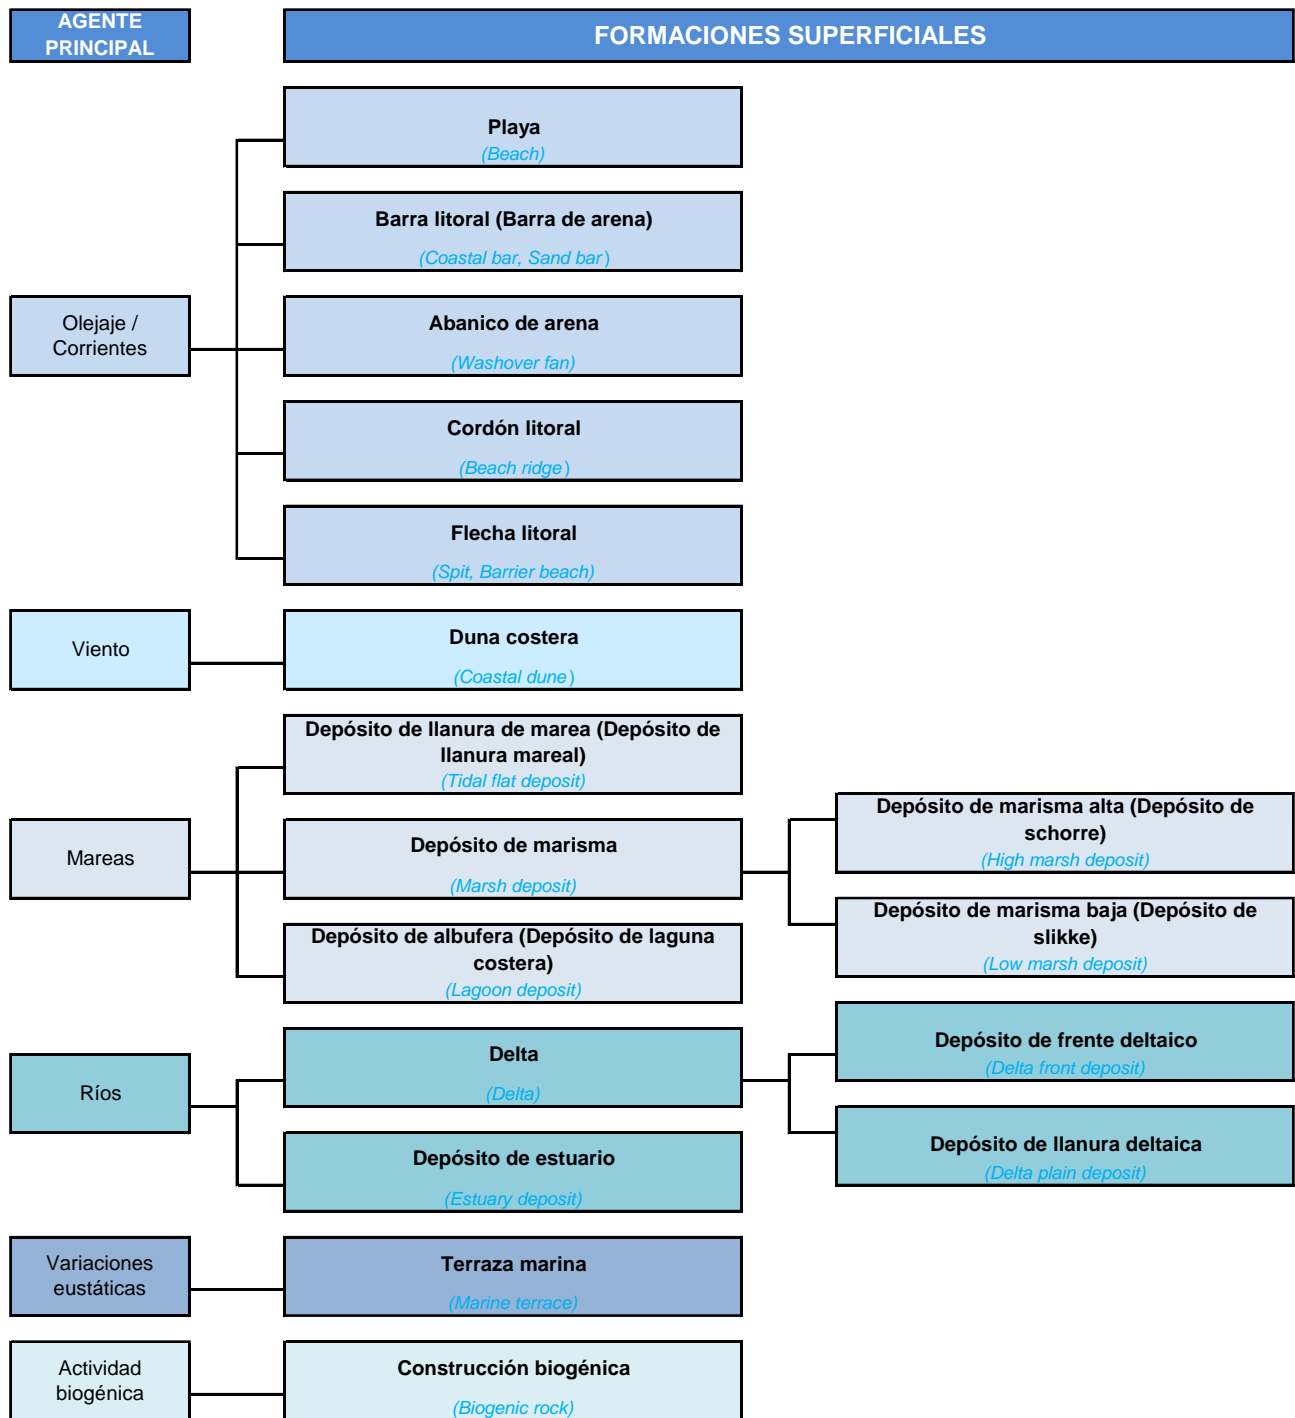 AGENTE
PRINCIPAL
FORMACIONES SUPERFICIALES
Playa
(Beach)
Barra litoral (Barra de arena)
(Coastal bar, Sand bar)
Olejaje /
Corrientes
Abanico de arena
(Washover fan)
Cordón litoral
(Beach ridge)
Flecha litoral
(Spit, Barrier beach)
Viento
Duna costera
(Coastal dune)
Depósito de llanura de marea (Depósito de
llanura mareal)
(Tidal flat deposit)
Mareas
Depósito de marisma
(Marsh deposit)
Depósito de marisma alta (Depósito de
schorre)
(High marsh deposit)
Depósito de marisma baja (Depósito de
slikke)
(Low marsh deposit)
Depósito de albufera (Depósito de laguna
costera)
(Lagoon deposit)
Ríos
Delta
(Delta)
Depósito de frente deltaico
(Delta front deposit)
Depósito de llanura deltaica
(Delta plain deposit)
Depósito de estuario
(Estuary deposit)
Variaciones
eustáticas
Terraza marina
(Marine terrace)
Actividad
biogénica
Construcción biogénica
(Biogenic rock)